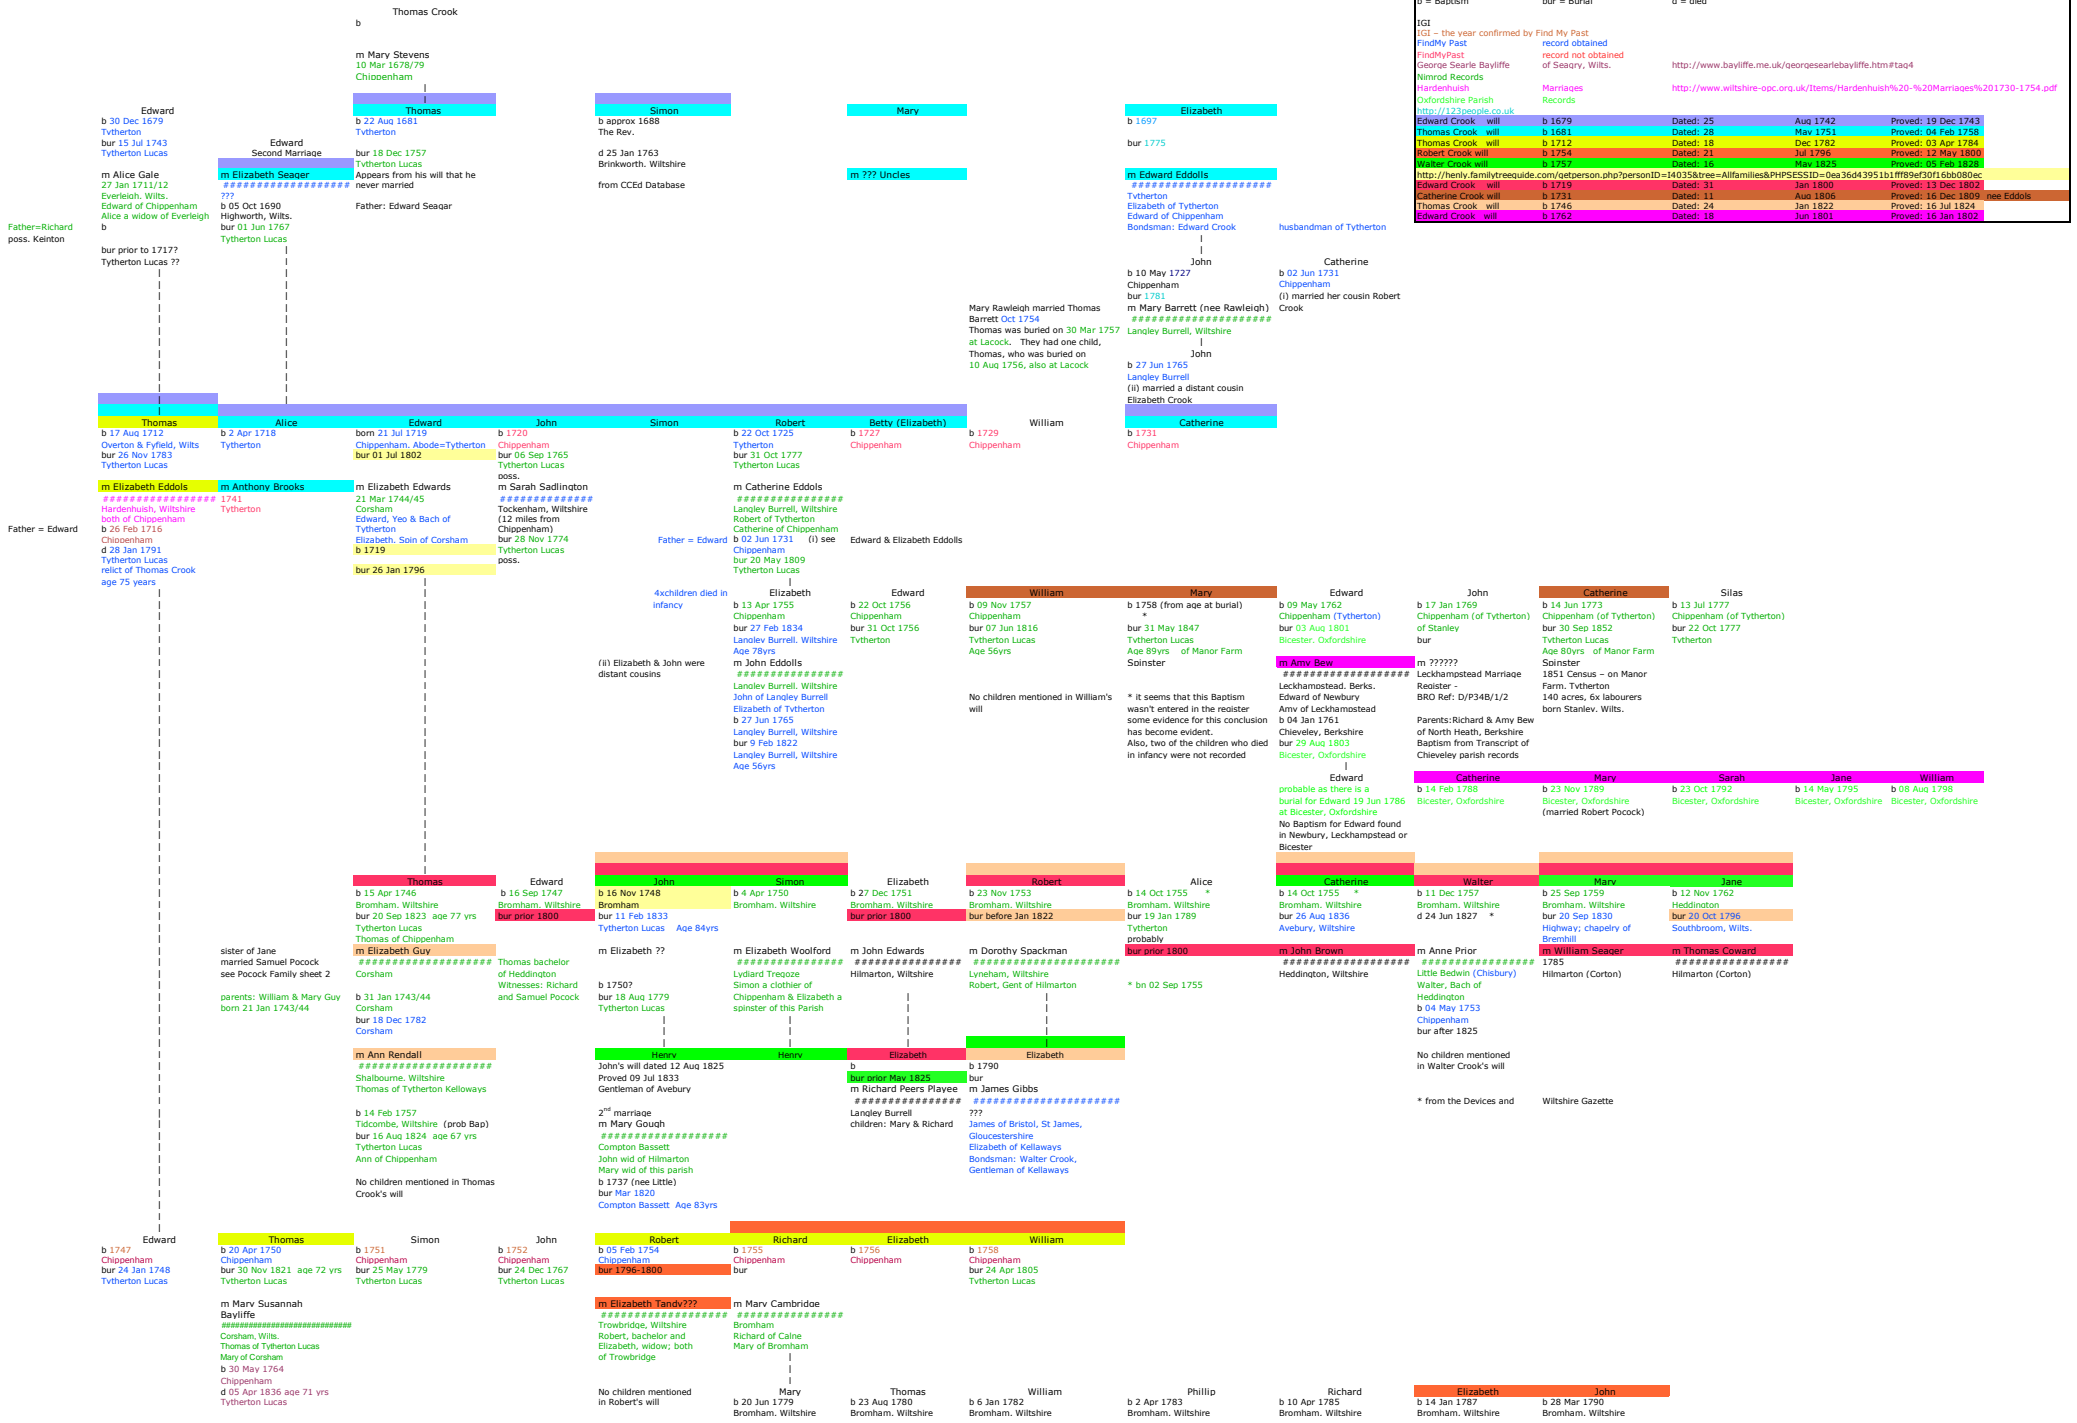 Thomas Crook
b
m Mary Stevens
10 Mar 1678/79
Chippenham
b = Baptism bur = Burial d = died
IGI
IGI – the year confirmed by Find My Past
FindMy Past record obtained
FindMyPast record not obtained
George Searle Bayliffe of Seagry, Wilts. http://www.bayliffe.me.uk/georgesearlebayliffe.htm#tag4
Nimrod Records
Hardenhuish Marriages http://www.wiltshire-opc.org.uk/Items/Hardenhuish%20-%20Marriages%201730-1754.pdf
Oxfordshire Parish Records
http://123people.co.uk
Edward Crook will b 1679 Dated: 25 Aug 1742 Proved: 19 Dec 1743
Thomas Crook will b 1681 Dated: 28 May 1751 Proved: 04 Feb 1758
Thomas Crook will b 1712 Dated: 18 Dec 1782 Proved: 03 Apr 1784
Robert Crook will b 1754 Dated: 21 Jul 1796 Proved: 12 May 1800
Walter Crook will b 1757 Dated: 16 May 1825 Proved: 05 Feb 1828
http://henly.familytreeguide.com/getperson.php?personID=I4035&tree=Allfamilies&PHPSESSID=0ea36d43951b1fff89ef30f16bb080ec
Edward Crook will b 1719 Dated: 31 Jan 1800 Proved: 13 Dec 1802
Catherine Crook will b 1731 Dated: 11 Aug 1806 Proved: 16 Dec 1809 nee Eddols
Thomas Crook will b 1746 Dated: 24 Jan 1822 Proved: 16 Jul 1824
Edward Crook will b 1762 Dated: 18 Jun 1801 Proved: 16 Jan 1802
Edward
b 30 Dec 1679
Tytherton
bur 15 Jul 1743
Tytherton Lucas
m Alice Gale
27 Jan 1711/12
Everleigh, Wilts.
Edward of Chippenham
Alice a widow of Everleigh
Father=Richard b
poss. Keinton
bur prior to 1717?
Tytherton Lucas ??
Edward
Second Marriage
m Elizabeth Seager
###################
???
b 05 Oct 1690
Highworth, Wilts.
bur 01 Jun 1767
Tytherton Lucas
Thomas
b 22 Aug 1681
Tytherton
bur 18 Dec 1757
Tytherton Lucas
Appears from his will that he
never married
Father: Edward Seagar
Simon
b approx 1688
The Rev.
d 25 Jan 1763
Brinkworth, Wiltshire
from CCEd Database
Mary
m ??? Uncles
Elizabeth
b 1697
bur 1775
m Edward Eddolls
####################
Tytherton
Elizabeth of Tytherton
Edward of Chippenham
Bondsman: Edward Crook husbandman of Tytherton
John
b 10 May 1727
Chippenham
bur 1781
m Mary Barrett (nee Rawleigh)
####################
Langley Burrell, Wiltshire
Catherine
b 02 Jun 1731
Chippenham
(i) married her cousin Robert
Crook
Mary Rawleigh married Thomas
Barrett Oct 1754
Thomas was buried on 30 Mar 1757
at Lacock. They had one child,
Thomas, who was buried on
10 Aug 1756, also at Lacock
John
b 27 Jun 1765
Langley Burrell
(ii) married a distant cousin
Elizabeth Crook
Thomas
b 17 Aug 1712
Overton & Fyfield, Wilts
bur 26 Nov 1783
Tytherton Lucas
m Elizabeth Eddols
#################
Hardenhuish, Wiltshire
both of Chippenham
Father = Edward b 26 Feb 1716
Chippenham
d 28 Jan 1791
Tytherton Lucas
relict of Thomas Crook
age 75 years
Alice
b 2 Apr 1718
Tytherton
m Anthony Brooks
1741
Tytherton
Edward
born 21 Jul 1719
Chippenham. Abode=Tytherton
bur 01 Jul 1802
m Elizabeth Edwards
21 Mar 1744/45
Corsham
Edward, Yeo & Bach of
Tytherton
Elizabeth, Spin of Corsham
b 1719
bur 26 Jan 1796
John
b 1720
Chippenham
bur 06 Sep 1765
Tytherton Lucas
poss.
m Sarah Sadlington
##############
Tockenham, Wiltshire
(12 miles from
Chippenham)
bur 28 Nov 1774
Tytherton Lucas
poss.
Simon
Robert
b 22 Oct 1725
Tytherton
bur 31 Oct 1777
Tytherton Lucas
m Catherine Eddols
################
Langley Burrell, Wiltshire
Robert of Tytherton
Catherine of Chippenham
Father = Edward b 02 Jun 1731 (i) see Edward & Elizabeth Eddolls
Chippenham
bur 20 May 1809
Tytherton Lucas
Betty (Elizabeth)
b 1727
Chippenham
William
b 1729
Chippenham
Catherine
b 1731
Chippenham
4xchildren died in
infancy
Elizabeth
b 13 Apr 1755
Chippenham
bur 27 Feb 1834
Langley Burrell, Wiltshire
Age 78yrs
(ii) Elizabeth & John were
distant cousins
m John Eddolls
################
Langley Burrell, Wiltshire
John of Langley Burrell
Elizabeth of Tytherton
b 27 Jun 1765
Langley Burrell, Wiltshire
bur 9 Feb 1822
Langley Burrell, Wiltshire
Age 56yrs
Edward
b 22 Oct 1756
Chippenham
bur 31 Oct 1756
Tytherton
William
b 09 Nov 1757
Chippenham
bur 07 Jun 1816
Tytherton Lucas
Age 56yrs
No children mentioned in William's
will
Mary
b 1758 (from age at burial)
*
bur 31 May 1847
Tytherton Lucas
Age 89yrs of Manor Farm
Spinster
* it seems that this Baptism
wasn't entered in the register
some evidence for this conclusion
has become evident.
Also, two of the children who died
in infancy were not recorded
Edward
b 09 May 1762
Chippenham (Tytherton)
bur 03 Aug 1801
Bicester, Oxfordshire
m Amy Bew
###################
Leckhampstead, Berks.
Edward of Newbury
Amy of Leckhampstead
b 04 Jan 1761
Chieveley, Berkshire
bur 29 Aug 1803
Bicester, Oxfordshire
John
b 17 Jan 1769
Chippenham (of Tytherton)
of Stanley
bur
m ??????
Leckhampstead Marriage
Register -
BRO Ref: D/P34B/1/2
Parents:Richard & Amy Bew
of North Heath, Berkshire
Baptism from Transcript of
Chieveley parish records
Catherine
b 14 Jun 1773
Chippenham (of Tytherton)
bur 30 Sep 1852
Tytherton Lucas
Age 80yrs of Manor Farm
Spinster
1851 Census – on Manor
Farm, Tytherton
140 acres, 6x labourers
born Stanley, Wilts.
Silas
b 13 Jul 1777
Chippenham (of Tytherton)
bur 22 Oct 1777
Tytherton
Edward
probable as there is a
burial for Edward 19 Jun 1786
at Bicester, Oxfordshire
No Baptism for Edward found
in Newbury, Leckhampstead or
Bicester
Catherine
b 14 Feb 1788
Bicester, Oxfordshire
Mary
b 23 Nov 1789
Bicester, Oxfordshire
(married Robert Pocock)
Sarah
b 23 Oct 1792
Bicester, Oxfordshire
Jane
b 14 May 1795
Bicester, Oxfordshire
William
b 08 Aug 1798
Bicester, Oxfordshire
Thomas
b 15 Apr 1746
Bromham, Wiltshire
bur 20 Sep 1823 age 77 yrs
Tytherton Lucas
Thomas of Chippenham
m Elizabeth Guy
####################
Corsham
b 31 Jan 1743/44
Corsham
bur 18 Dec 1782
Corsham
sister of Jane
married Samuel Pocock
see Pocock Family sheet 2
parents: William & Mary Guy
born 21 Jan 1743/44
Thomas bachelor
of Heddington
Witnesses: Richard
and Samuel Pocock
m Ann Rendall
####################
Shalbourne, Wiltshire
Thomas of Tytherton Kelloways
b 14 Feb 1757
Tidcombe, Wiltshire (prob Bap)
bur 16 Aug 1824 age 67 yrs
Tytherton Lucas
Ann of Chippenham
No children mentioned in Thomas
Crook's will
Edward
b 16 Sep 1747
Bromham, Wiltshire
bur prior 1800
John
b 16 Nov 1748
Bromham
bur 11 Feb 1833
Tytherton Lucas Age 84yrs
m Elizabeth ??
b 1750?
bur 18 Aug 1779
Tytherton Lucas
Simon
b 4 Apr 1750
Bromham, Wiltshire
m Elizabeth Woolford
################
Lydiard Tregoze
Simon a clothier of
Chippenham & Elizabeth a
spinster of this Parish
Elizabeth
b 27 Dec 1751
Bromham, Wiltshire
bur prior 1800
m John Edwards
################
Hilmarton, Wiltshire
Robert
b 23 Nov 1753
Bromham, Wiltshire
bur before Jan 1822
m Dorothy Spackman
######################
Lyneham, Wiltshire
Robert, Gent of Hilmarton
Alice
b 14 Oct 1755 *
Bromham, Wiltshire
bur 19 Jan 1789
Tytherton
probably
bur prior 1800
* bn 02 Sep 1755
Catherine
b 14 Oct 1755 *
Bromham, Wiltshire
bur 26 Aug 1836
Avebury, Wiltshire
m John Brown
###################
Heddington, Wiltshire
Walter
b 11 Dec 1757
Bromham, Wiltshire
d 24 Jun 1827 *
m Anne Prior
#################
Little Bedwin (Chisbury)
Walter, Bach of
Heddington
b 04 May 1753
Chippenham
bur after 1825
No children mentioned
in Walter Crook's will
* from the Devices and Wiltshire Gazette
Mary
b 25 Sep 1759
Bromham, Wiltshire
bur 20 Sep 1830
Highway; chapelry of
Bremhill
m William Seager
1785
Hilmarton (Corton)
Jane
b 12 Nov 1762
Heddington
bur 20 Oct 1796
Southbroom, Wilts.
m Thomas Coward
#################
Hilmarton (Corton)
Henry
John's will dated 12 Aug 1825
Proved 09 Jul 1833
Gentleman of Avebury
2nd marriage
m Mary Gough
###################
Compton Bassett
John wid of Hilmarton
Mary wid of this parish
b 1737 (nee Little)
bur Mar 1820
Compton Bassett Age 83yrs
Henry
Elizabeth
b
bur prior May 1825
m Richard Peers Playee
################
Langley Burrell
children: Mary & Richard
Elizabeth
b 1790
bur
m James Gibbs
######################
???
James of Bristol, St James,
Gloucestershire
Elizabeth of Kellaways
Bondsman: Walter Crook,
Gentleman of Kellaways
Edward
b 1747
Chippenham
bur 24 Jan 1748
Tytherton Lucas
Thomas
b 20 Apr 1750
Chippenham
bur 30 Nov 1821 age 72 yrs
Tytherton Lucas
m Mary Susannah
Bayliffe
############################
Corsham, Wilts.
Thomas of Tytherton Lucas
Mary of Corsham
b 30 May 1764
Chippenham
d 05 Apr 1836 age 71 yrs
Tytherton Lucas
Simon
b 1751
Chippenham
bur 25 May 1779
Tytherton Lucas
John
b 1752
Chippenham
bur 24 Dec 1767
Tytherton Lucas
Robert
b 05 Feb 1754
Chippenham
bur 1796-1800
m Elizabeth Tandy???
###################
Trowbridge, Wiltshire
Robert, bachelor and
Elizabeth, widow; both
of Trowbridge
No children mentioned
in Robert's will
Richard
b 1755
Chippenham
bur
m Mary Cambridge
################
Bromham
Richard of Calne
Mary of Bromham
Elizabeth
b 1756
Chippenham
William
b 1758
Chippenham
bur 24 Apr 1805
Tytherton Lucas
Mary
b 20 Jun 1779
Bromham, Wiltshire
Thomas
b 23 Aug 1780
Bromham, Wiltshire
William
b 6 Jan 1782
Bromham, Wiltshire
Phillip
b 2 Apr 1783
Bromham, Wiltshire
Richard
b 10 Apr 1785
Bromham, Wiltshire
Elizabeth
b 14 Jan 1787
Bromham, Wiltshire
John
b 28 Mar 1790
Bromham, Wiltshire